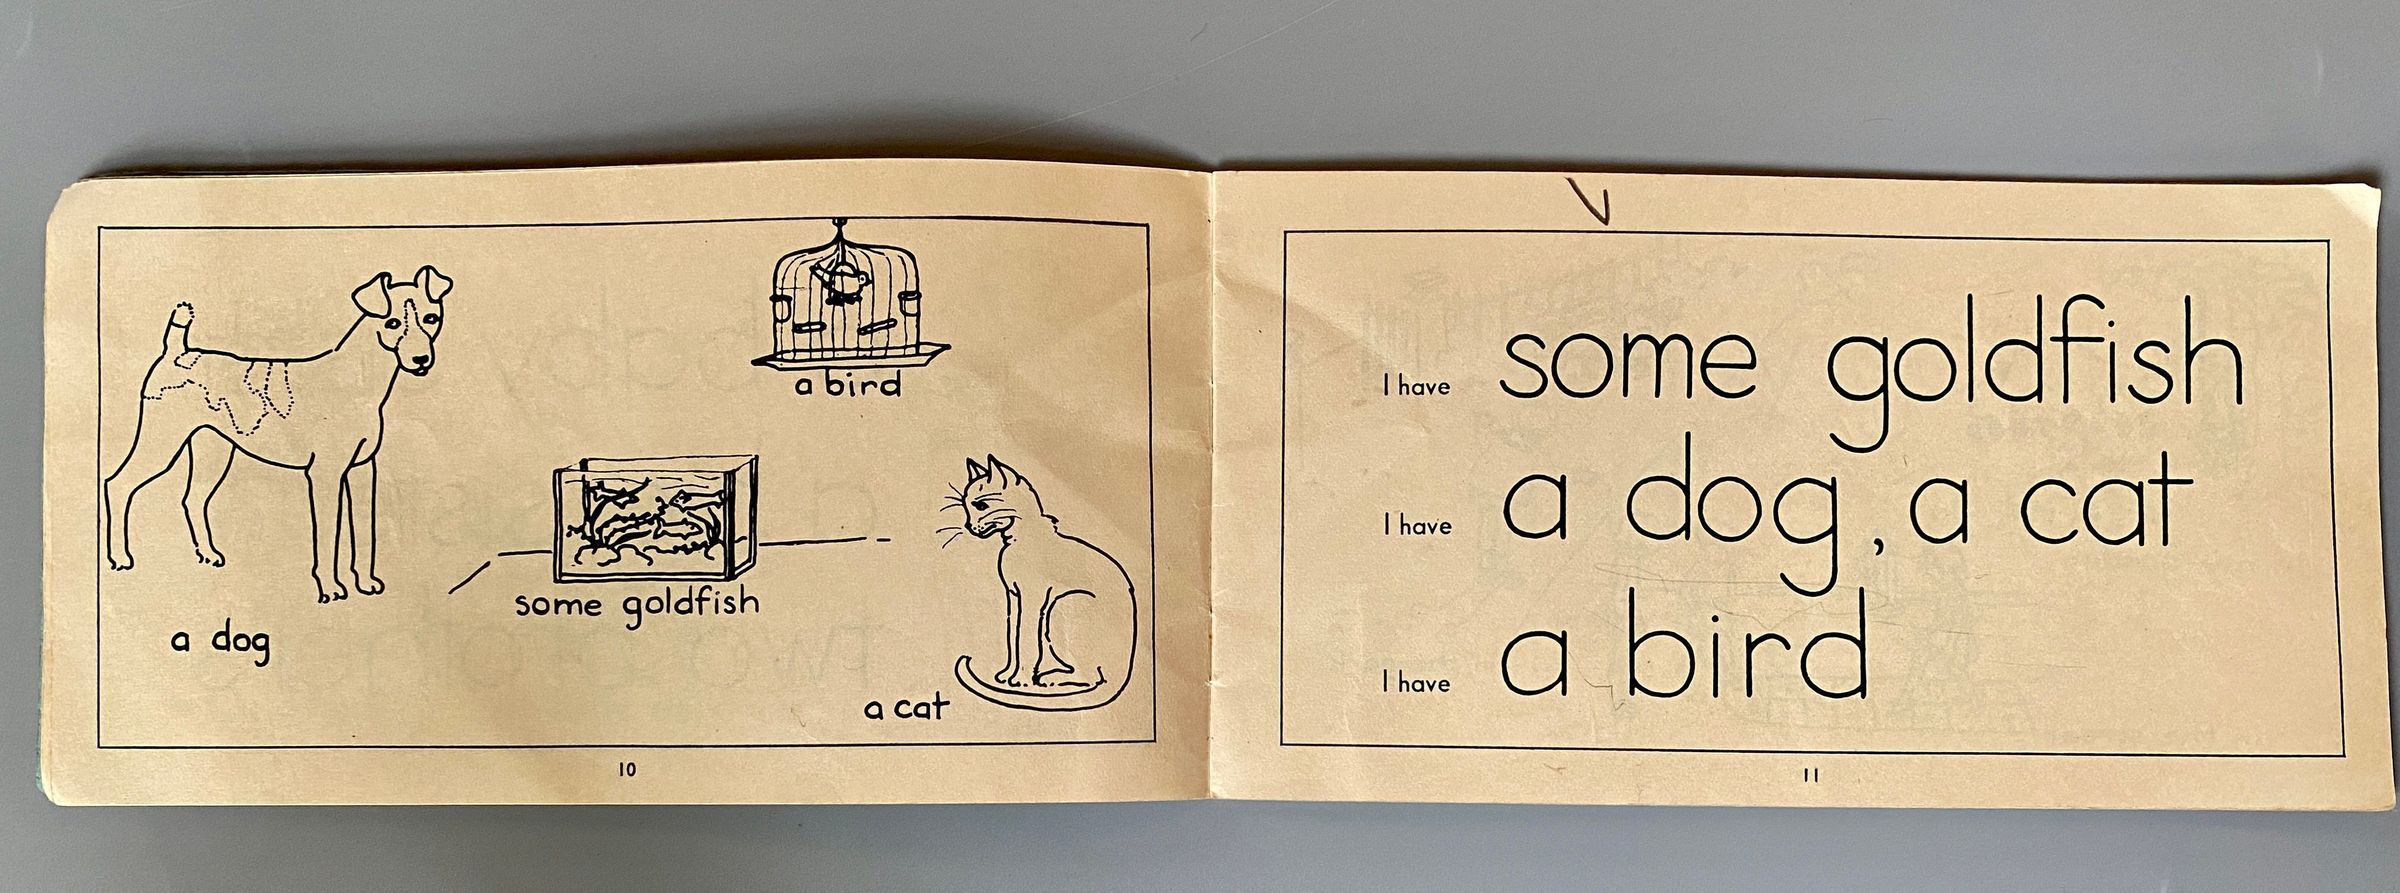 a bird
some goldfish
a dog
a cat
10
I have some goldfish
I have a dog, a cat
I have a bird
11